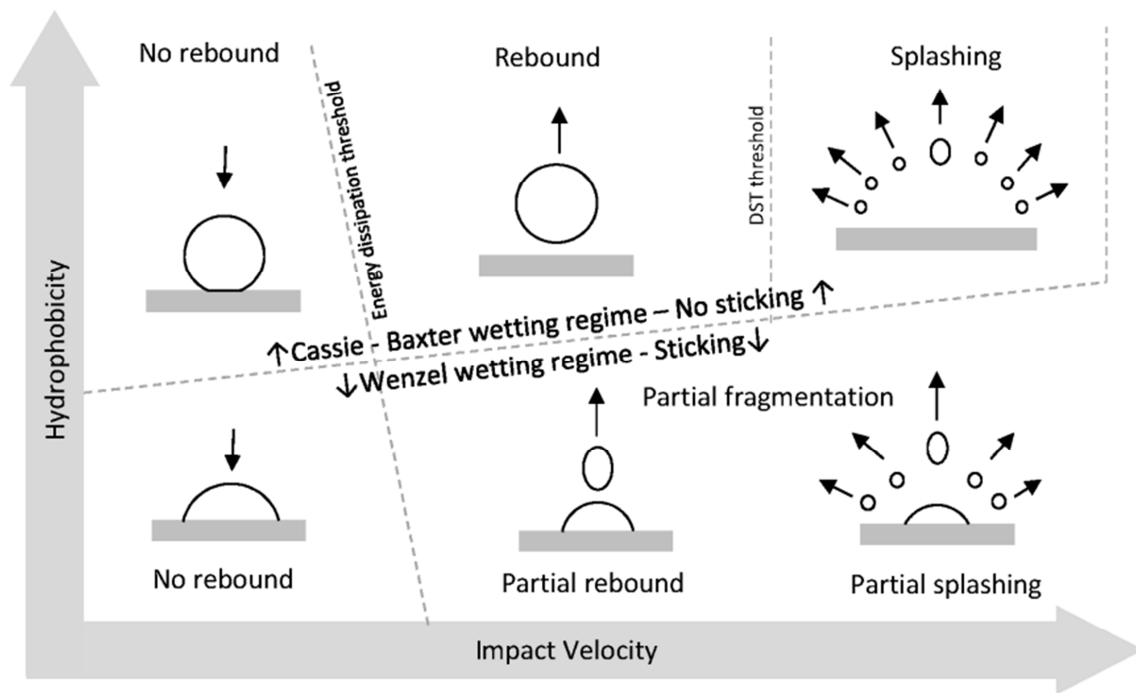 No rebound
Rebound
Splashing
Energy dissipation threshold
DST threshold
↑Cassie - Baxter wetting regime – No sticking ↑
↓Wenzel wetting regime - Sticking↓
Partial fragmentation
No rebound
Partial rebound
Partial splashing
Hydrophobicity
Impact Velocity